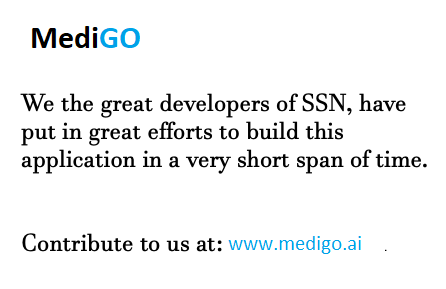 MediGO
We the great developers of SSN, have
put in great efforts to build this
application in a very short span of time.
Contribute to us at: www.medigo.ai .